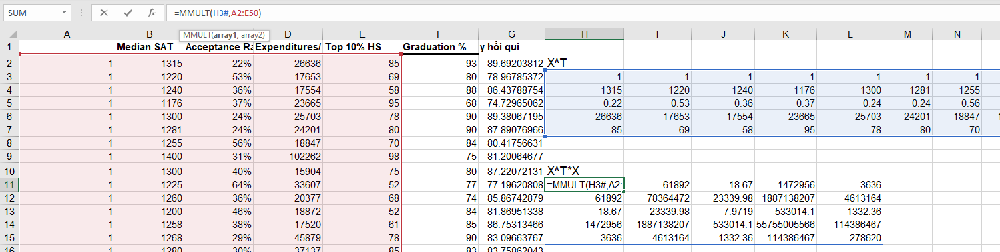 SUM fx =MMULT(H3#,A2:E50)
A B C D E F G H I J K L M N
MMULT(array1, array2)
1 Median SAT Acceptance Ra Expenditures/ Top 10% HS Graduation % y hồi qui
2 1 1315 22% 26636 85 93 89.69203812 X^T
3 1 1220 53% 17653 69 80 78.96785372 1 1 1 1 1 1 1
4 1 1240 36% 17554 58 88 86.43788754 1315 1220 1240 1176 1300 1281 1255
5 1 1176 37% 23665 95 68 74.72965062 0.22 0.53 0.36 0.37 0.24 0.24 0.56
6 1 1300 24% 25703 78 90 89.38067195 26636 17653 17554 23665 25703 24201 18847 1
7 1 1281 24% 24201 80 90 87.89076966 85 69 58 95 78 80 70
8 1 1255 56% 18847 70 84 80.41756631
9 1 1400 31% 102262 98 75 81.20064677
10 1 1300 40% 15904 75 80 87.22072131 X^T*X
11 1 1225 64% 33607 52 77 77.19620808 =MMULT(H3#,A2: 61892 18.67 1472956 3636
12 1 1260 36% 20377 68 74 85.86742879 61892 78364472 23339.98 1887138207 4613164
13 1 1200 46% 18872 52 84 81.86951338 18.67 23339.98 7.9719 533014.1 1332.36
14 1 1258 38% 17520 61 85 86.75313466 1472956 1887138207 533014.1 55755005566 114386467
15 1 1268 29% 45879 78 90 83.09663767 3636 4613164 1332.36 114386467 278620
16 1 1280 30% 37137 85 83 83.75862043